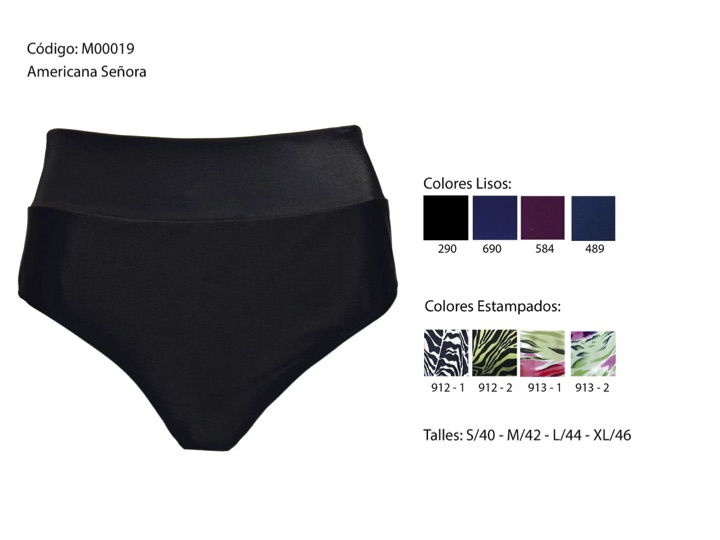 Código: M00019
Americana Señora
Colores Lisos:
290 690 584 489
Colores Estampados:
912 - 1 912 - 2 913 - 1 913 - 2
Talles: S/40 - M/42 - L/44 - XL/46